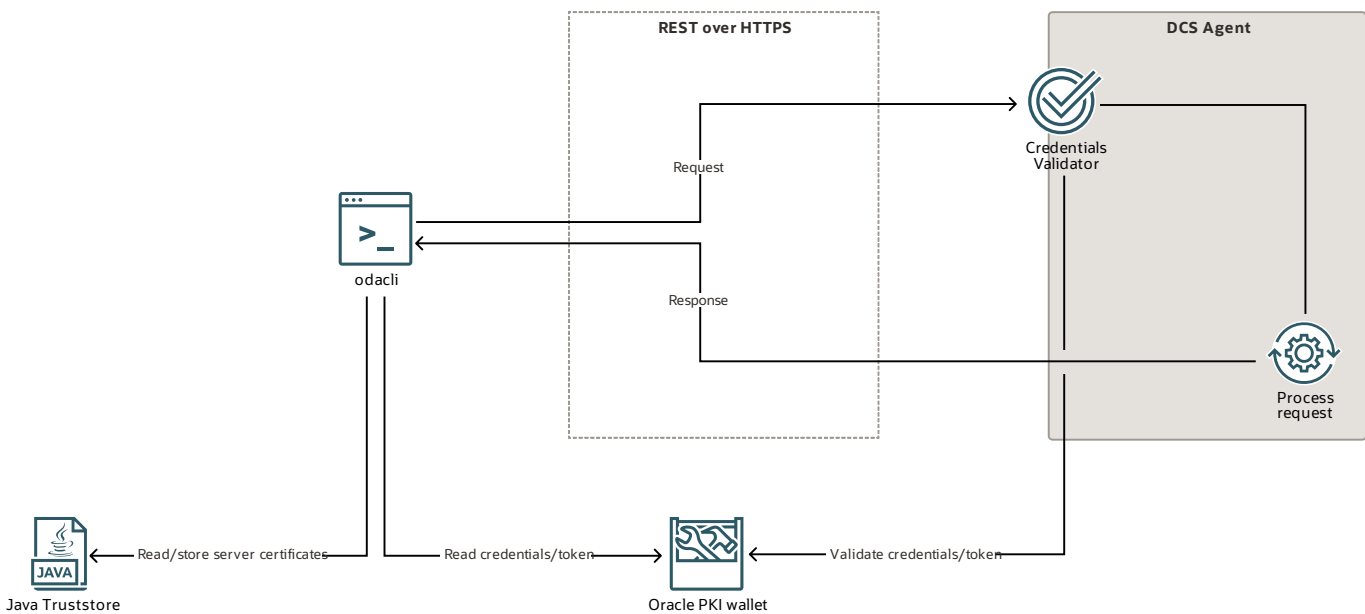 REST over HTTPS
DCS Agent
Credentials
Validator
Request
>_
odacli
Response
Process
request
Read/store server certificates
Read credentials/token
Validate credentials/token
JAVA
Java Truststore
Oracle PKI wallet